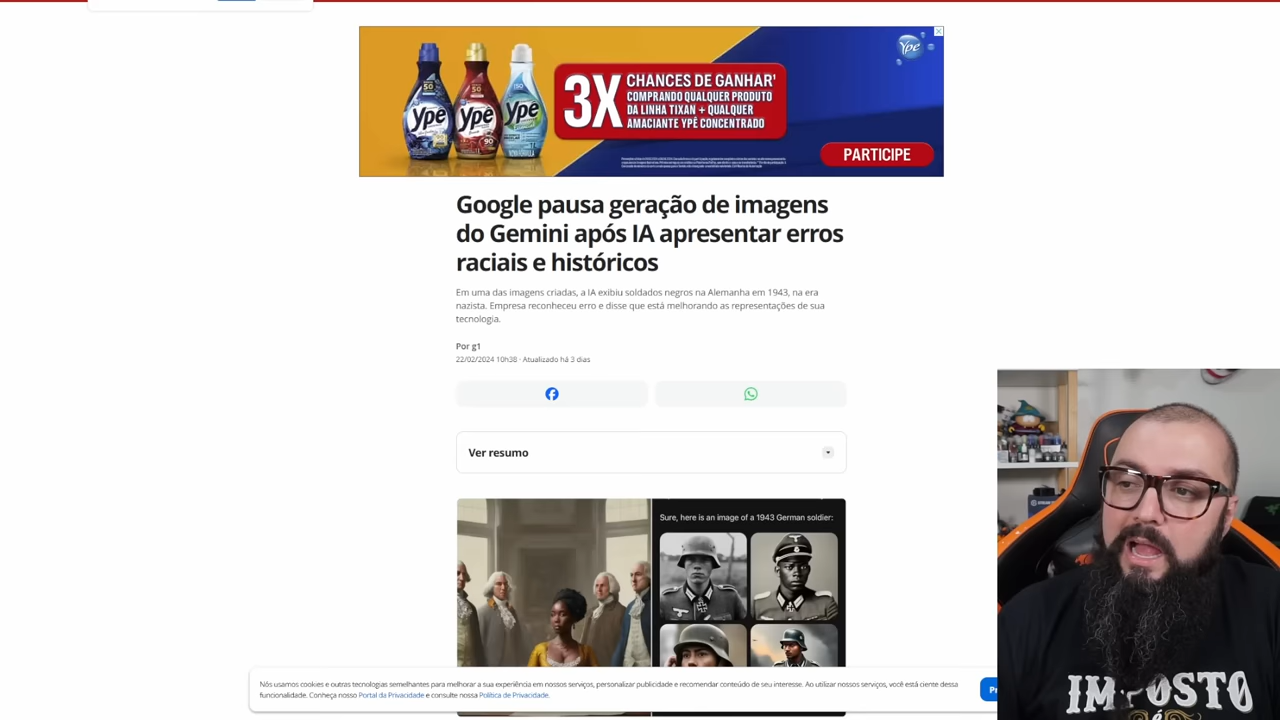 Ypê
Ypê
Ypê
Ypê
3X
CHANCES DE GANHAR¹
COMPRANDO QUALQUER PRODUTO
DA LINHA TIXAN + QUALQUER
AMACIANTE YPÊ CONCENTRADO
PARTICIPE
Google pausa geração de imagens
do Gemini após IA apresentar erros
raciais e históricos
Em uma das imagens criadas, a IA exibiu soldados negros na Alemanha em 1943, na era
nazista. Empresa reconheceu erro e disse que está melhorando as representações de sua
tecnologia.
Por g1
22/02/2024 10h38 · Atualizado há 3 dias
Ver resumo
Sure, here is an image of a 1943 German soldier:
Nós usamos cookies e outras tecnologias semelhantes para melhorar a sua experiência em nossos serviços, personalizar publicidade e recomendar conteúdo de seu interesse. Ao utilizar nossos serviços, você está ciente dessa
funcionalidade. Conheça nosso Portal da Privacidade e consulte nossa Política de Privacidade.
IMPOSTO
É